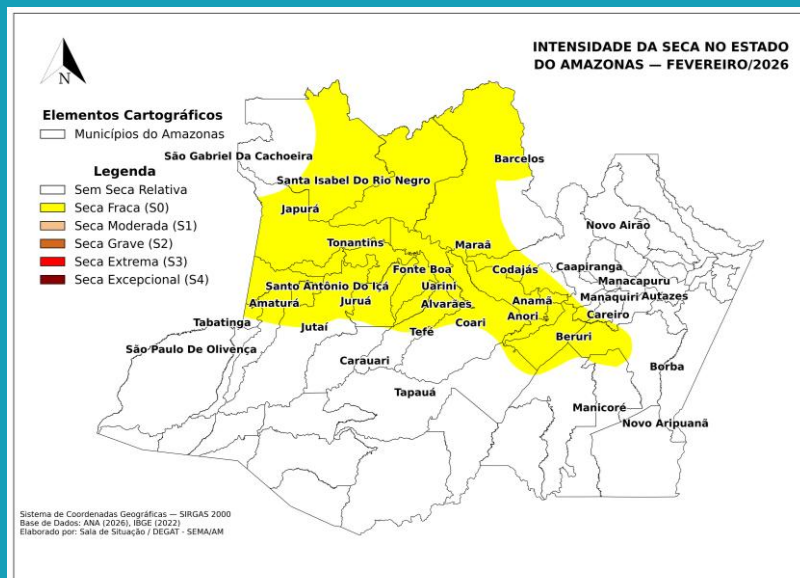 INTENSIDADE DA SECA NO ESTADO
DO AMAZONAS — FEVEREIRO/2026
N
Elementos Cartográficos
Municípios do Amazonas
Legenda
Sem Seca Relativa
Seca Fraca (S0)
Seca Moderada (S1)
Seca Grave (S2)
Seca Extrema (S3)
Seca Excepcional (S4)
São Gabriel Da Cachoeira
Barcelos
Santa Isabel Do Rio Negro
Japurá
Novo Airão
Tonantins
Maraã
Fonte Boa
Codajás
Caapiranga
Manacapuru
Santo Antônio Do Içá
Uarini
Amaturá
Juruá
Alvarães
Anamã
Manaquiri
Autazes
Anori
Careiro
Tabatinga
Jutaí
Tefé
Coari
Beruri
São Paulo De Olivença
Carauari
Borba
Tapauá
Manicoré
Novo Aripuanã
Sistema de Coordenadas Geográficas — SIRGAS 2000
Base de Dados: ANA (2026), IBGE (2022)
Elaborado por: Sala de Situação / DEGAT - SEMA/AM